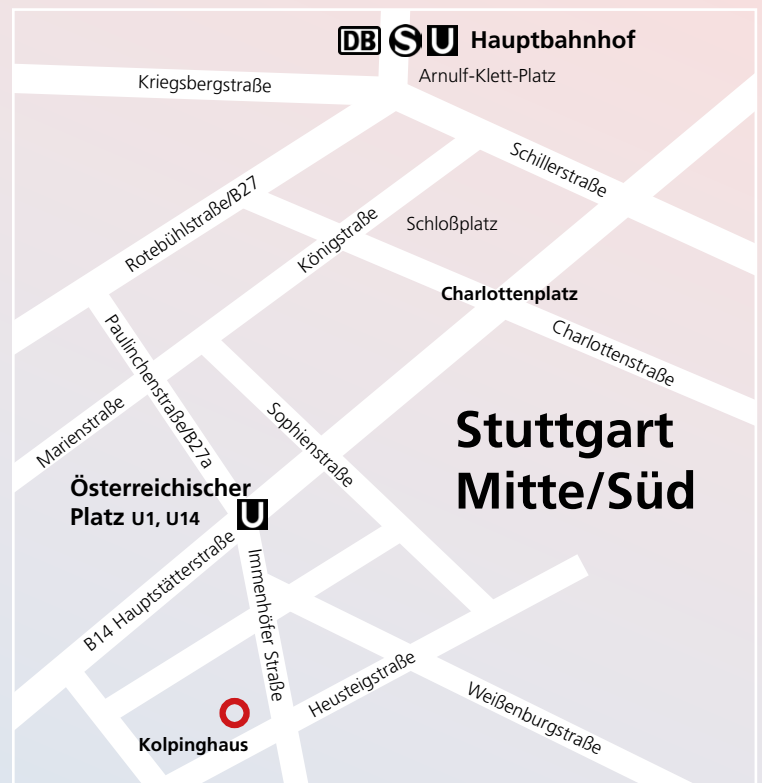 DB S U Hauptbahnhof
Arnulf-Klett-Platz
Kriegsbergstraße
Schillerstraße
Rotebühlstraße/B27
Königstraße
Schloßplatz
Charlottenplatz
Charlottenstraße
Paulinchenstraße/B27a
Marienstraße
Sophienstraße
Stuttgart
Mitte/Süd
Österreichischer
Platz U1, U14 U
B14 Hauptstätterstraße
Immenhöfer Straße
Heusteigstraße
Weißenburgstraße
Kolpinghaus